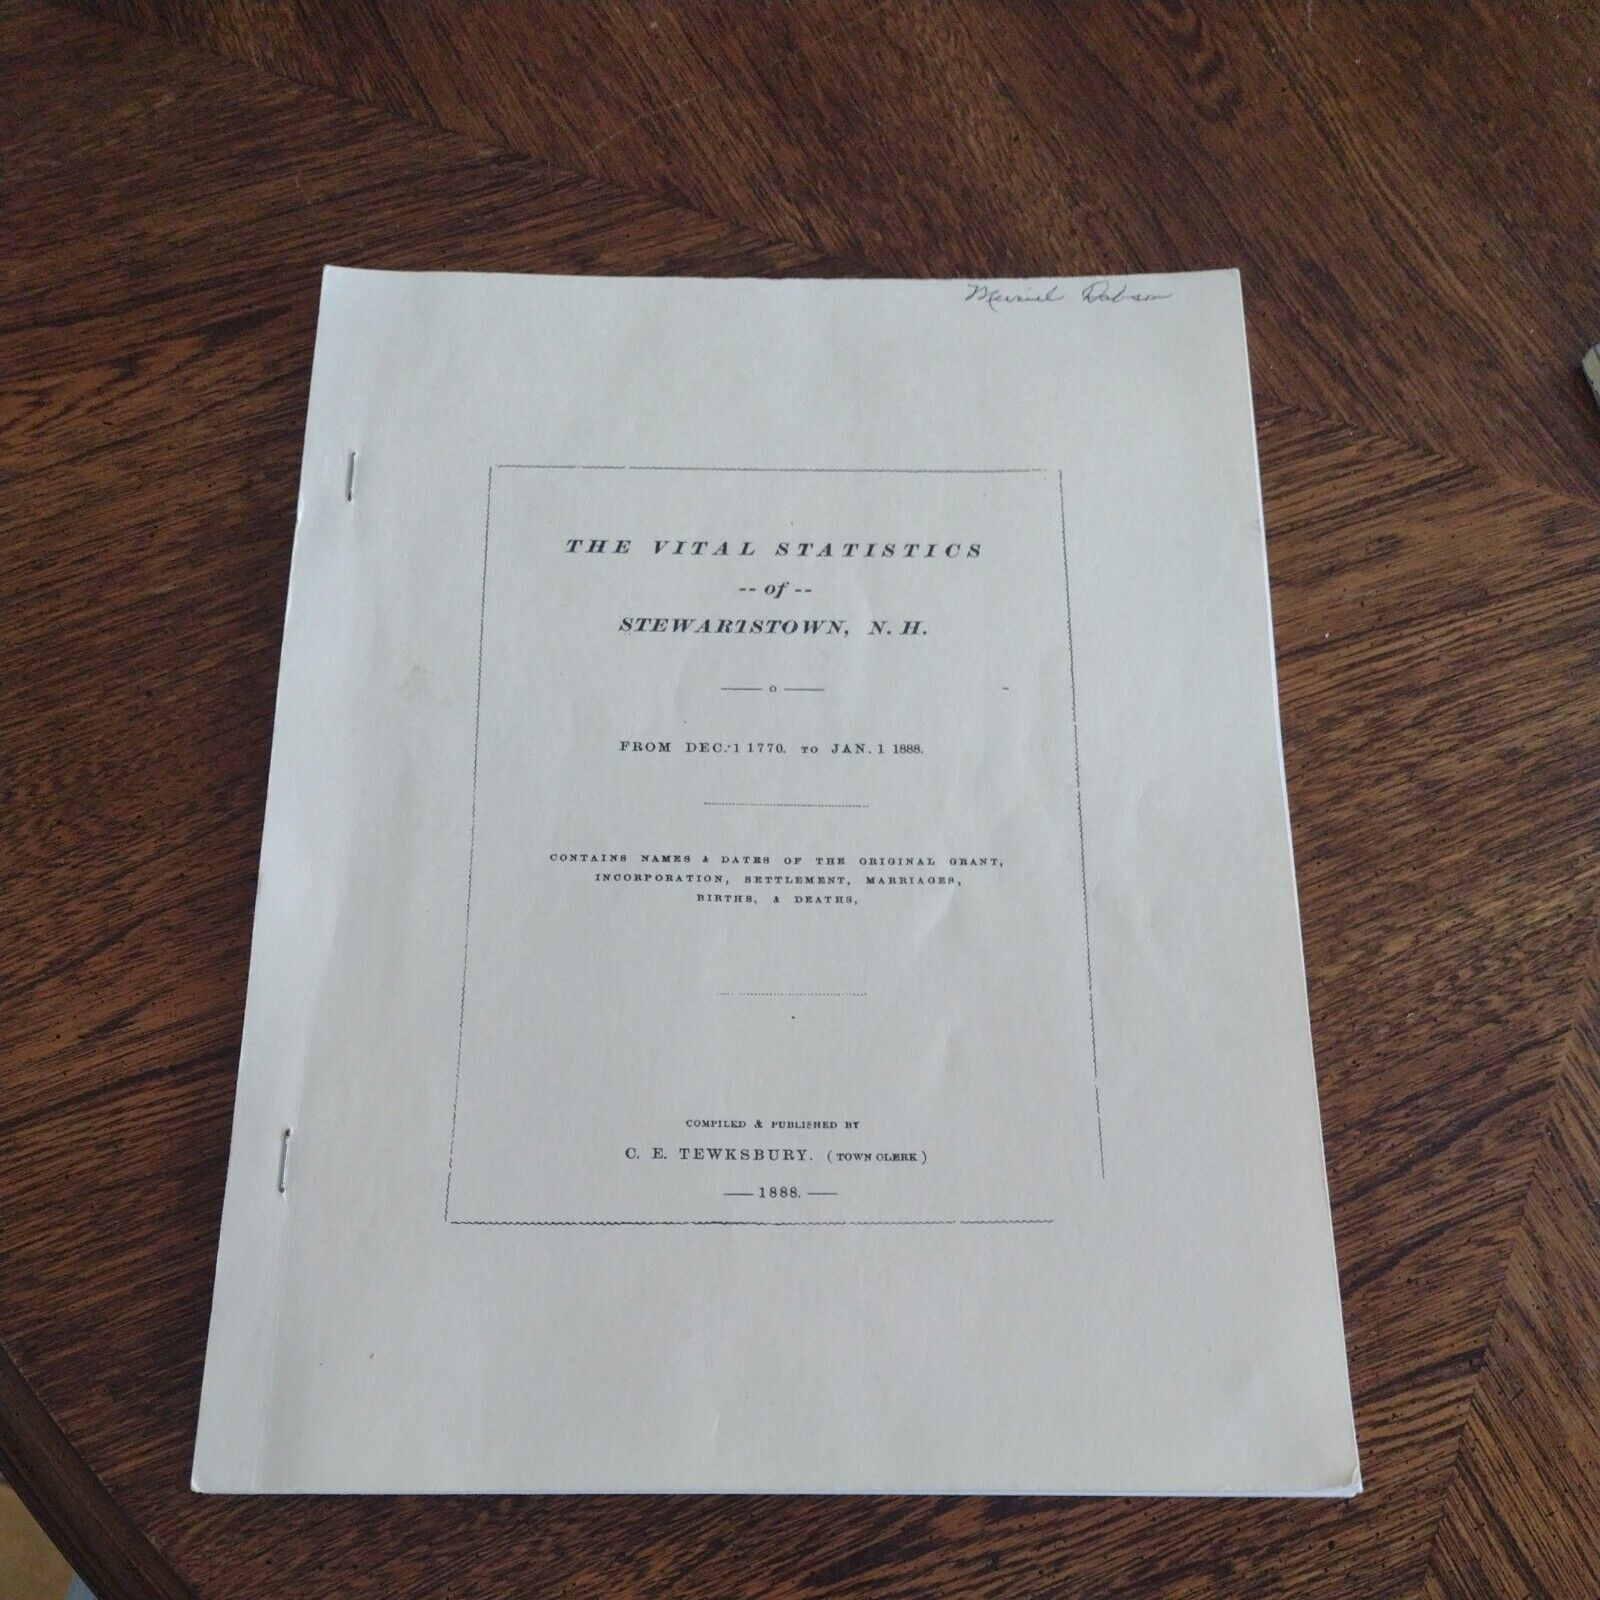 Muriel Dobson
THE VITAL STATISTICS
-- of --
STEWARTSTOWN, N. H.
o
FROM DEC. 1 1770. TO JAN. 1 1888.
CONTAINS NAMES & DATES OF THE ORIGINAL GRANT,
INCORPORATION, SETTLEMENT, MARRIAGES,
BIRTHS, & DEATHS,
COMPILED & PUBLISHED BY
C. E. TEWKSBURY. (TOWN CLERK)
— 1888. —